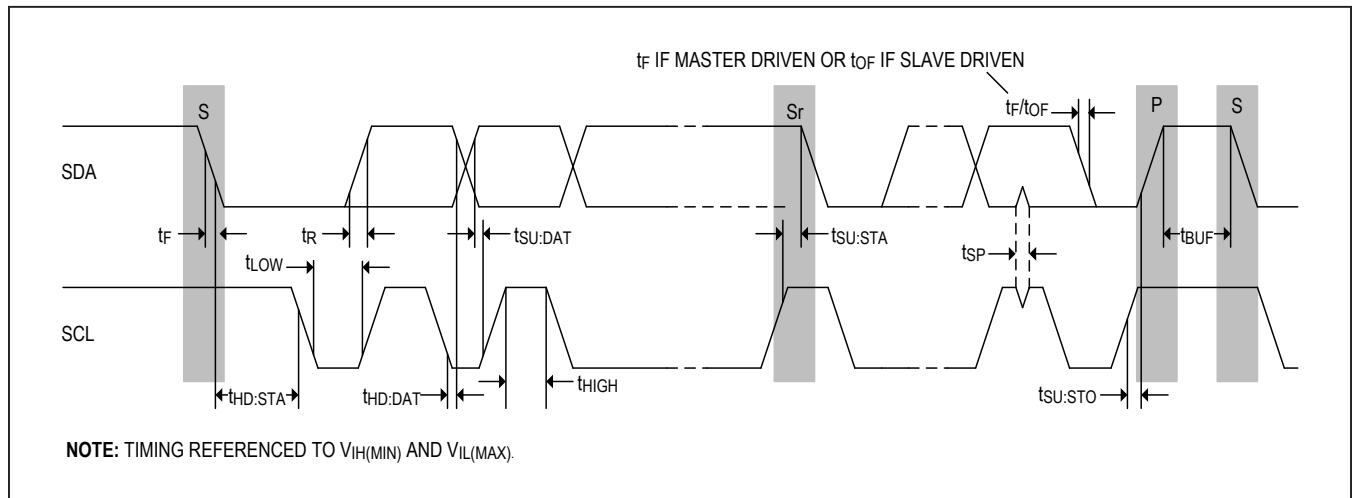 tF IF MASTER DRIVEN OR tOF IF SLAVE DRIVEN
S
Sr
tF/tOF
P
S
SDA
tF
tR
tSU:DAT
tSU:STA
tSP
tBUF
tLOW
SCL
tHD:STA
tHD:DAT
tHIGH
tSU:STO
NOTE: TIMING REFERENCED TO VIH(MIN) AND VIL(MAX).